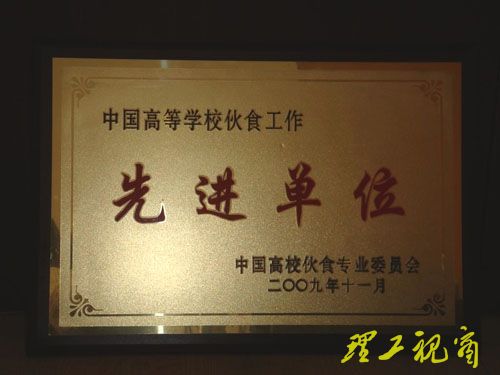 中国高等学校伙食工作
先进单位
中国高校伙食专业委员会
二〇〇九年十一月
理工视窗